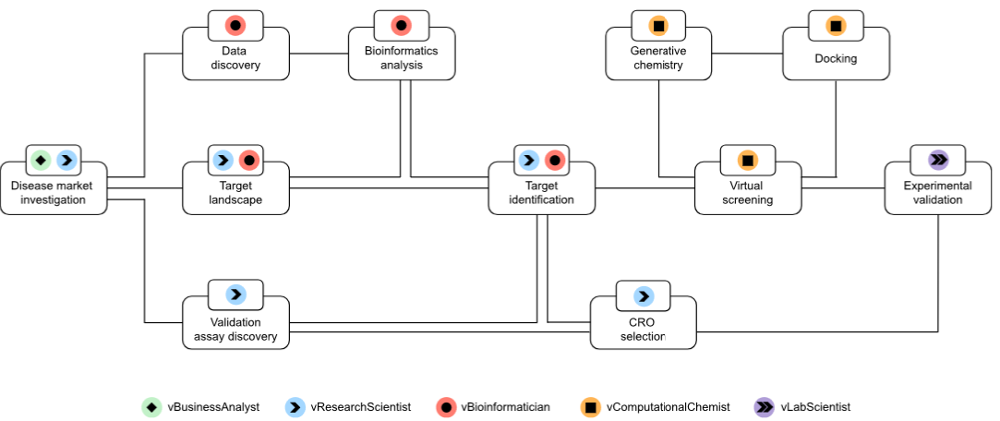 Data
discovery
Bioinformatics
analysis
Generative
chemistry
Docking
Disease market
investigation
Target
landscape
Target
identification
Virtual
screening
Experimental
validation
Validation
assay discovery
CRO
selection
vBusinessAnalyst
vResearchScientist
vBioinformatician
vComputationalChemist
vLabScientist